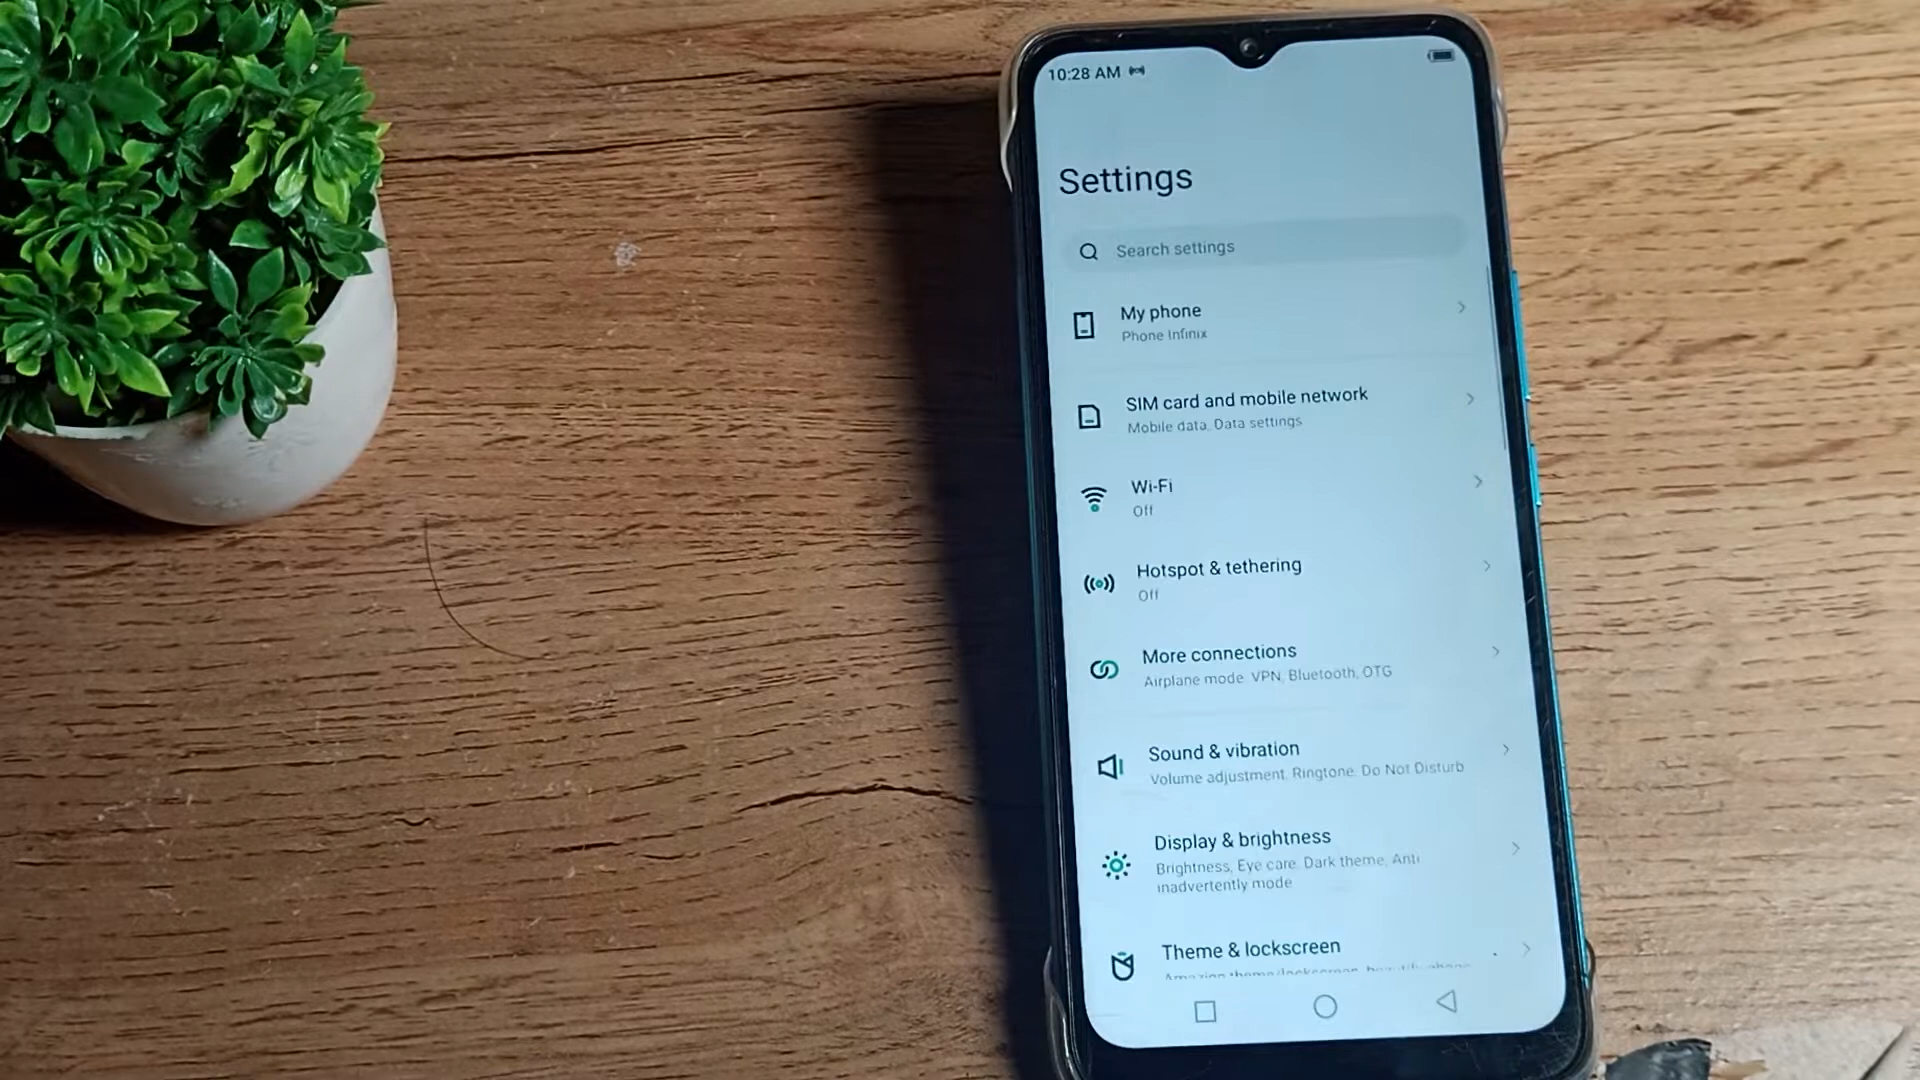 10:28 AM
Settings
Search settings
My phone
Phone Infinix
SIM card and mobile network
Mobile data, Data settings
Wi-Fi
Off
Hotspot & tethering
Off
More connections
Airplane mode, VPN, Bluetooth, OTG
Sound & vibration
Volume adjustment, Ringtone, Do Not Disturb
Display & brightness
Brightness, Eye care, Dark theme, Anti
inadvertently mode
Theme & lockscreen